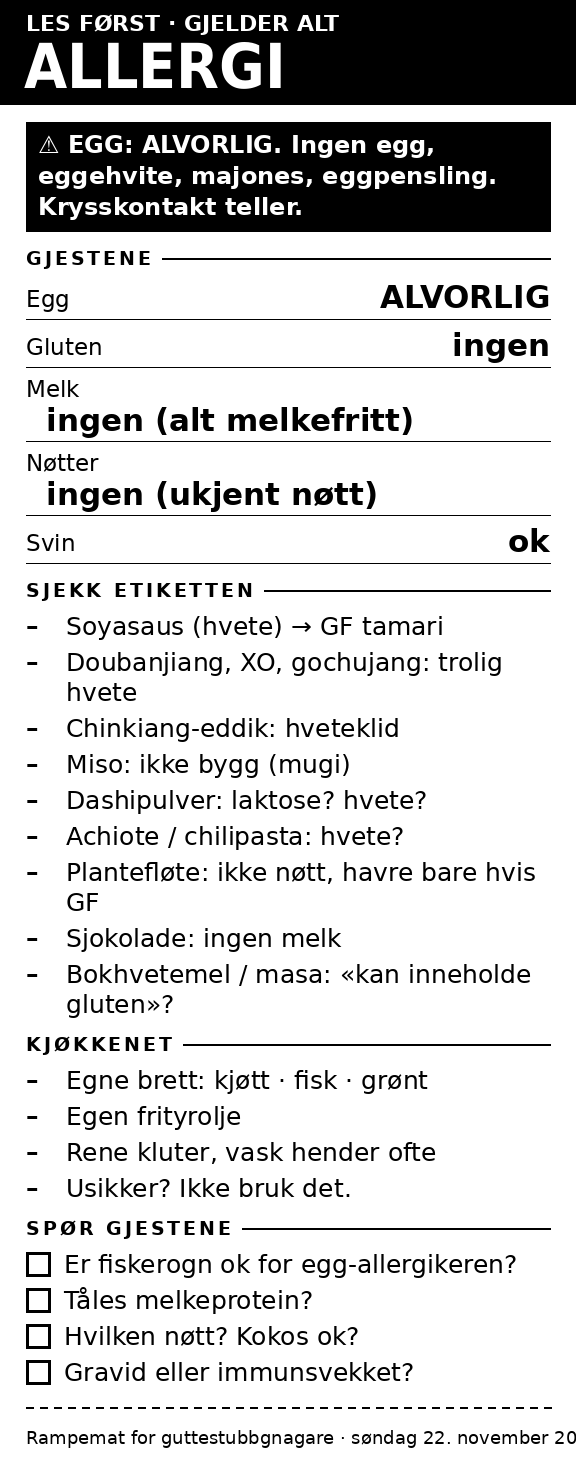 LES FØRST · GJELDER ALT
ALLERGI
⚠ EGG: ALVORLIG. Ingen egg,
eggehvite, majones, eggpensling.
Krysskontakt teller.
GJESTENE
Egg ALVORLIG
Gluten ingen
Melk
ingen (alt melkefritt)
Nøtter
ingen (ukjent nøtt)
Svin ok
SJEKK ETIKETTEN
– Soyasaus (hvete) → GF tamari
– Doubanjiang, XO, gochujang: trolig
hvete
– Chinkiang-eddik: hveteklid
– Miso: ikke bygg (mugi)
– Dashipulver: laktose? hvete?
– Achiote / chilipasta: hvete?
– Plantefløte: ikke nøtt, havre bare hvis
GF
– Sjokolade: ingen melk
– Bokhvetemel / masa: «kan inneholde
gluten»?
KJØKKENET
– Egne brett: kjøtt · fisk · grønt
– Egen frityrolje
– Rene kluter, vask hender ofte
– Usikker? Ikke bruk det.
SPØR GJESTENE
☐ Er fiskerogn ok for egg-allergikeren?
☐ Tåles melkeprotein?
☐ Hvilken nøtt? Kokos ok?
☐ Gravid eller immunsvekket?
Rampemat for guttestubbgnagare · søndag 22. november 20